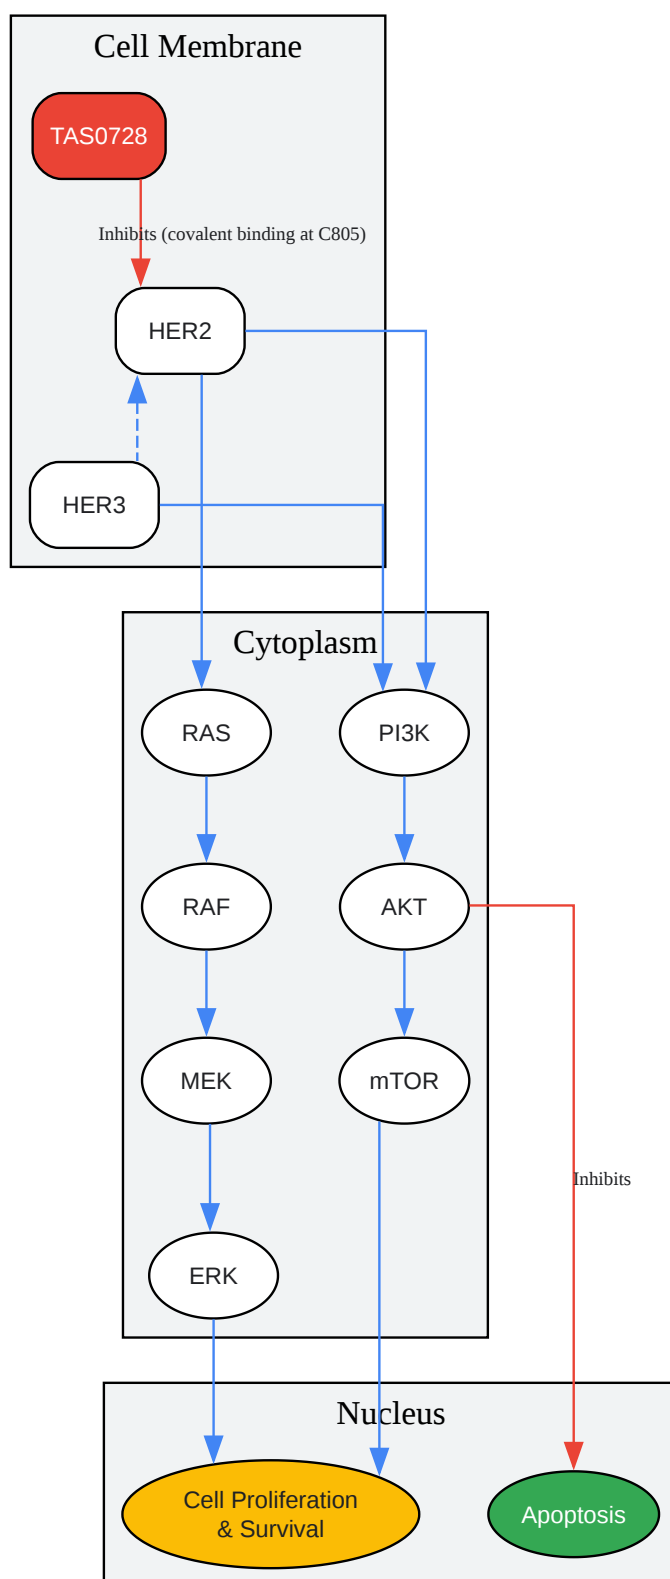 Cell Membrane
TAS0728
Inhibits (covalent binding at C805)
HER2
HER3
Cytoplasm
RAS
PI3K
RAF
AKT
MEK
mTOR
Inhibits
ERK
Nucleus
Cell Proliferation
& Survival
Apoptosis